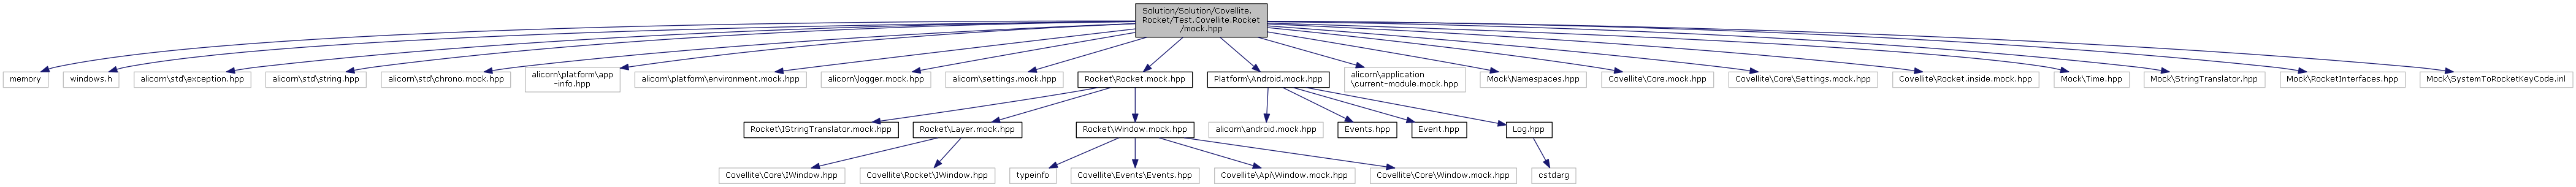 Solution/Solution/Covellite.
Rocket/Test.Covellite.Rocket
/mock.hpp
memory
windows.h
alicorn\std\exception.hpp
alicorn\std\string.hpp
alicorn\std\chrono.mock.hpp
alicorn\platform\app
-info.hpp
alicorn\platform\environment.mock.hpp
alicorn\logger.mock.hpp
alicorn\settings.mock.hpp
Rocket\Rocket.mock.hpp
Platform\Android.mock.hpp
alicorn\application
\current-module.mock.hpp
Mock\Namespaces.hpp
Covellite\Core.mock.hpp
Covellite\Core\Settings.mock.hpp
Covellite\Rocket.inside.mock.hpp
Mock\Time.hpp
Mock\StringTranslator.hpp
Mock\RocketInterfaces.hpp
Mock\SystemToRocketKeyCode.inl
Rocket\IStringTranslator.mock.hpp
Rocket\Layer.mock.hpp
Rocket\Window.mock.hpp
alicorn\android.mock.hpp
Events.hpp
Event.hpp
Log.hpp
Covellite\Core\IWindow.hpp
Covellite\Rocket\IWindow.hpp
typeinfo
Covellite\Events\Events.hpp
Covellite\Api\Window.mock.hpp
Covellite\Core\Window.mock.hpp
cstdarg